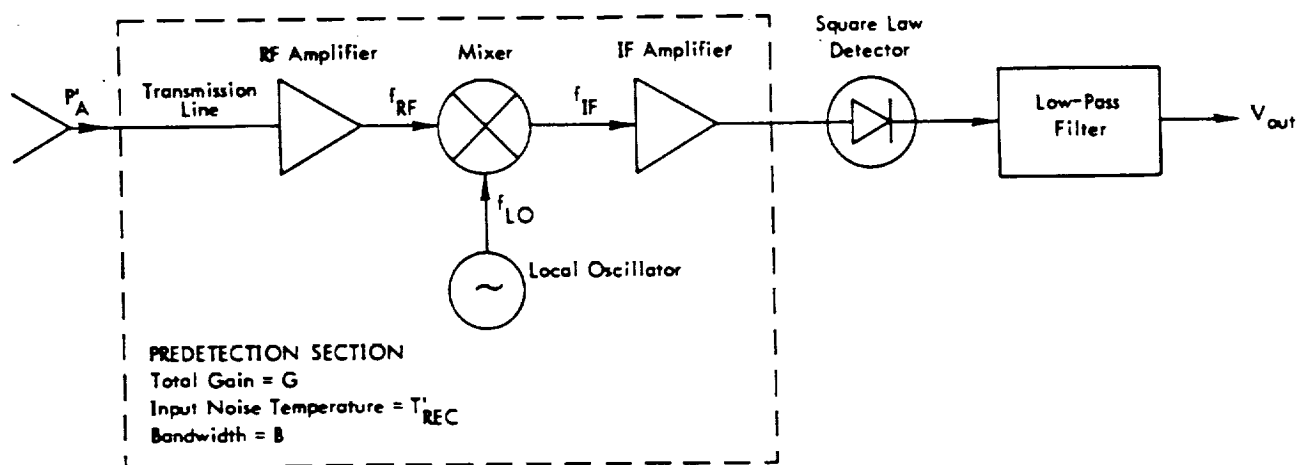 P'A
Transmission
Line
RF Amplifier
fRF
Mixer
fIF
IF Amplifier
Square Law
Detector
Low-Pass
Filter
Vout
fLO
Local Oscillator
~
PREDETECTION SECTION
Total Gain = G
Input Noise Temperature = T'REC
Bandwidth = B